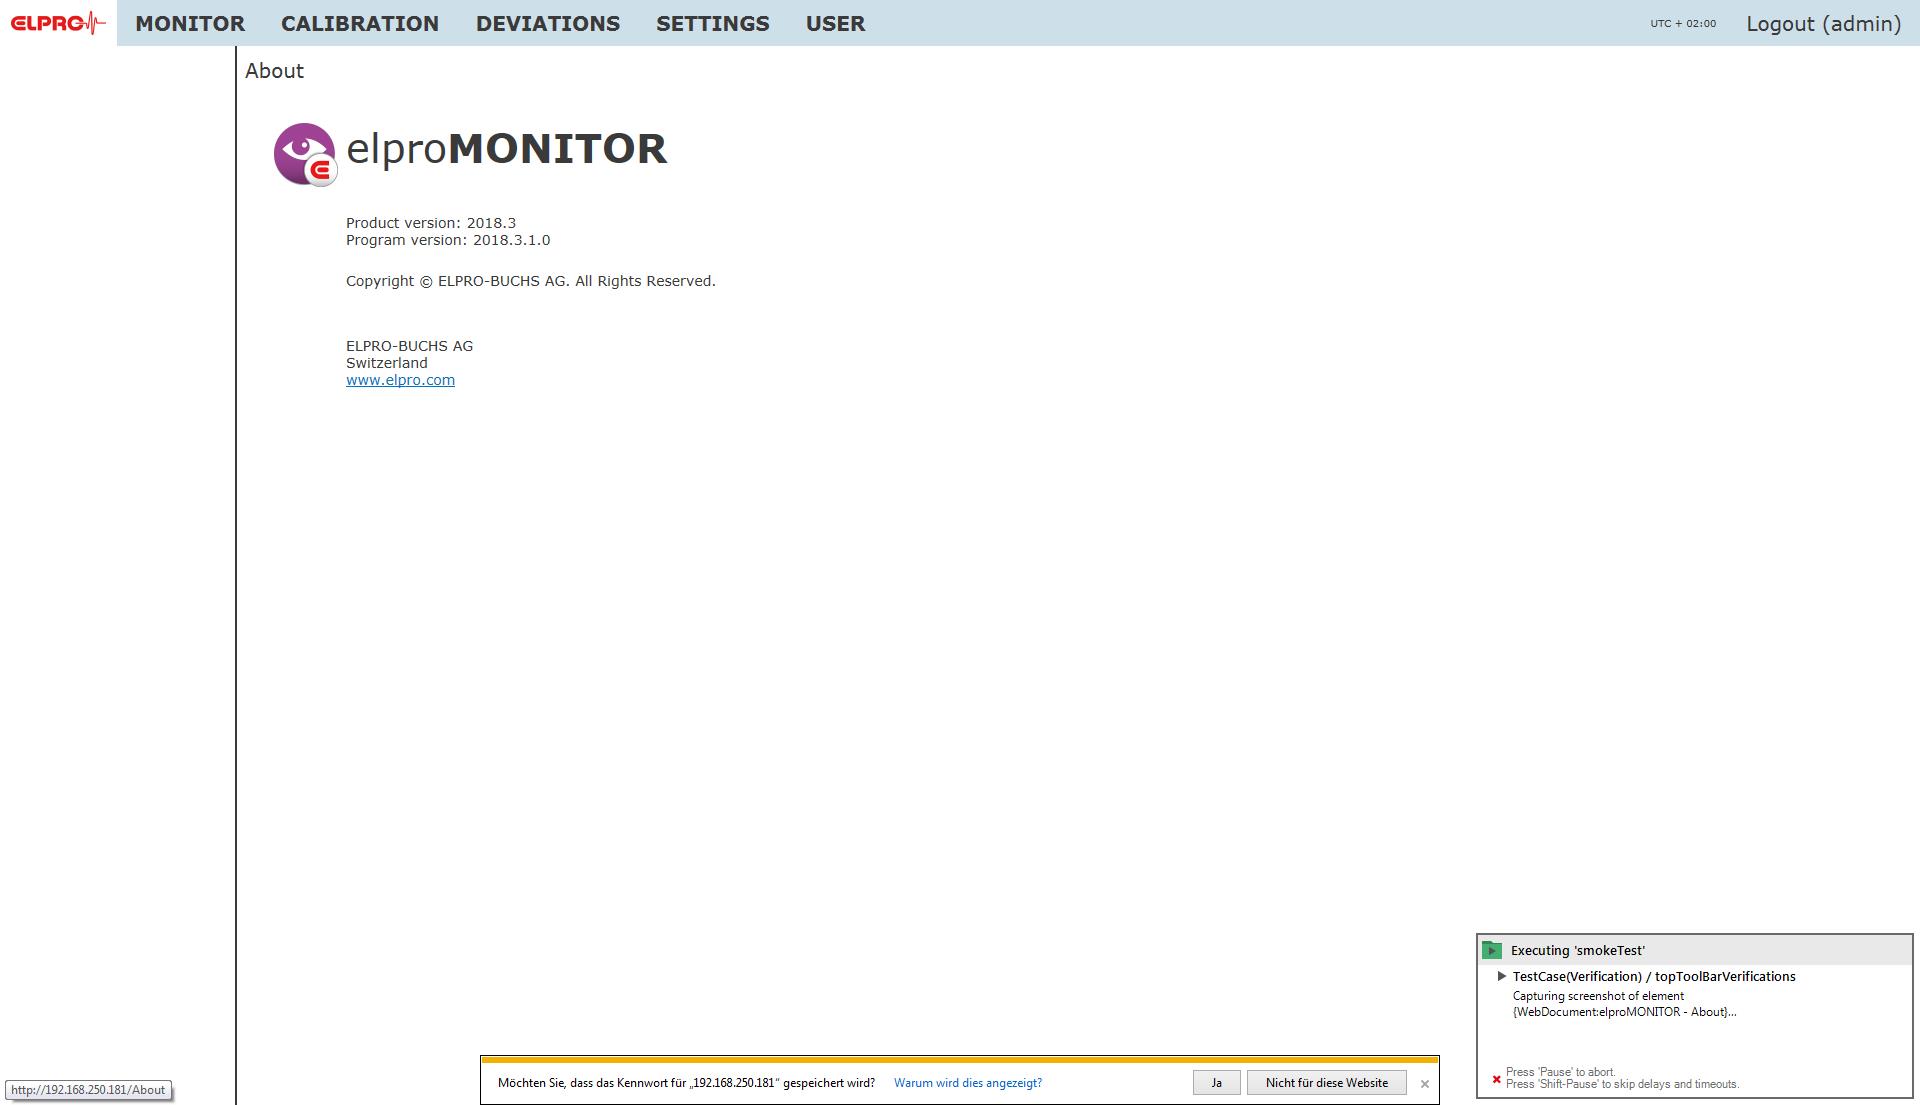 ELPRO MONITOR CALIBRATION DEVIATIONS SETTINGS USER UTC + 02:00 Logout (admin)
About
elproMONITOR
Product version: 2018.3
Program version: 2018.3.1.0
Copyright © ELPRO-BUCHS AG. All Rights Reserved.
ELPRO-BUCHS AG
Switzerland
www.elpro.com
Executing 'smokeTest'
TestCase(Verification) / topToolBarVerifications
Capturing screenshot of element
{WebDocument:elproMONITOR - About}...
Press 'Pause' to abort.
Press 'Shift-Pause' to skip delays and timeouts.
Möchten Sie, dass das Kennwort für „192.168.250.181“ gespeichert wird? Warum wird dies angezeigt? Ja Nicht für diese Website ×
http://192.168.250.181/About